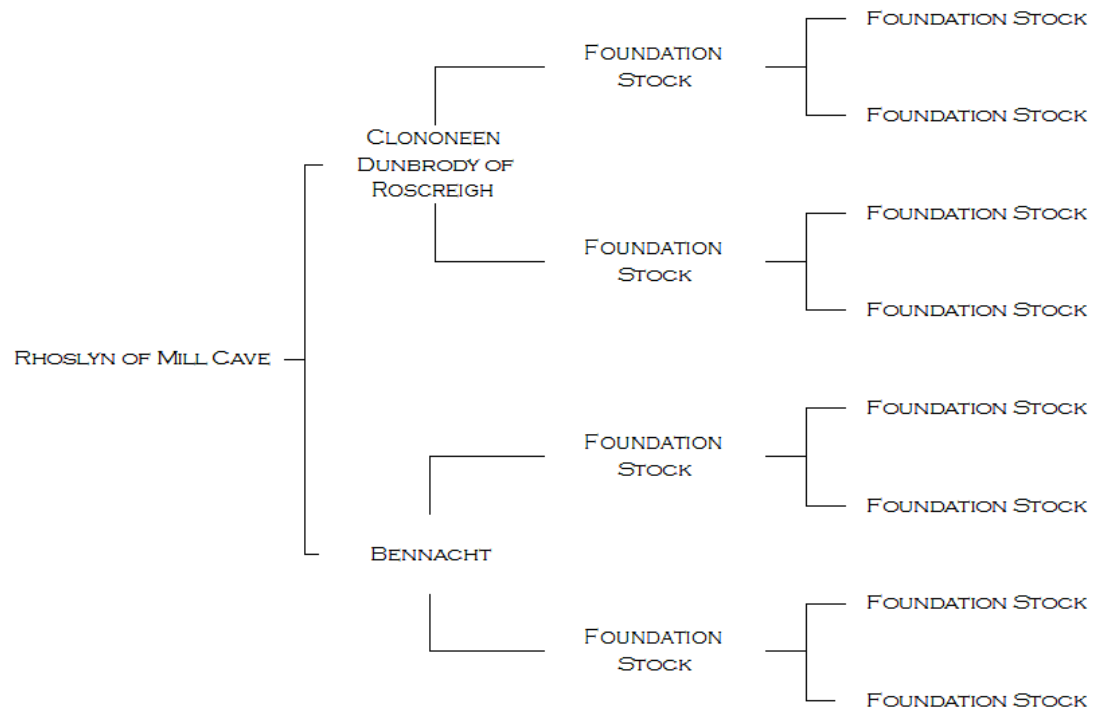 Foundation Stock
Foundation
Stock
Foundation Stock
Clononeen
Dunbrody of
Roscreigh
Foundation Stock
Foundation
Stock
Foundation Stock
Rhoslyn of Mill Cave
Foundation Stock
Foundation
Stock
Foundation Stock
Bennacht
Foundation Stock
Foundation
Stock
Foundation Stock